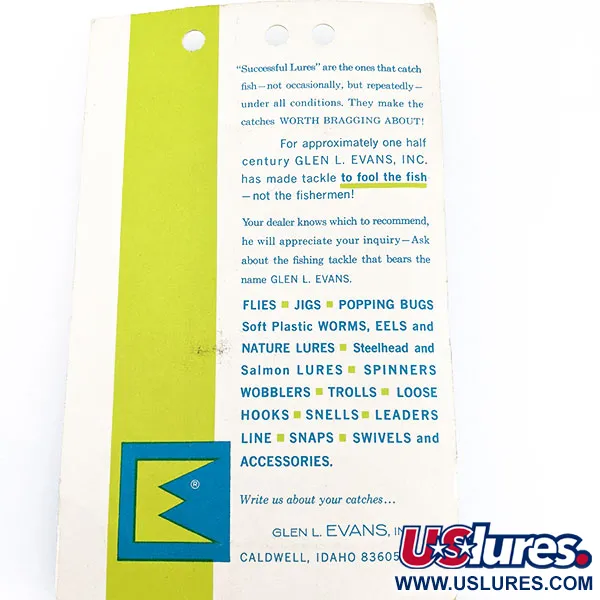 "Successful Lures" are the ones that catch
fish—not occasionally, but repeatedly—
under all conditions. They make the
catches WORTH BRAGGING ABOUT!
For approximately one half
century GLEN L. EVANS, INC.
has made tackle to fool the fish
—not the fishermen!
Your dealer knows which to recommend,
he will appreciate your inquiry—Ask
about the fishing tackle that bears the
name GLEN L. EVANS.
FLIES ■ JIGS ■ POPPING BUGS
Soft Plastic WORMS, EELS and
NATURE LURES ■ Steelhead and
Salmon LURES ■ SPINNERS
WOBBLERS ■ TROLLS ■ LOOSE
HOOKS ■ SNELLS ■ LEADERS
LINE ■ SNAPS ■ SWIVELS and
ACCESSORIES.
®
Write us about your catches...
GLEN L. EVANS,
CALDWELL, IDAHO 83605
USlures.
WWW.USLURES.COM